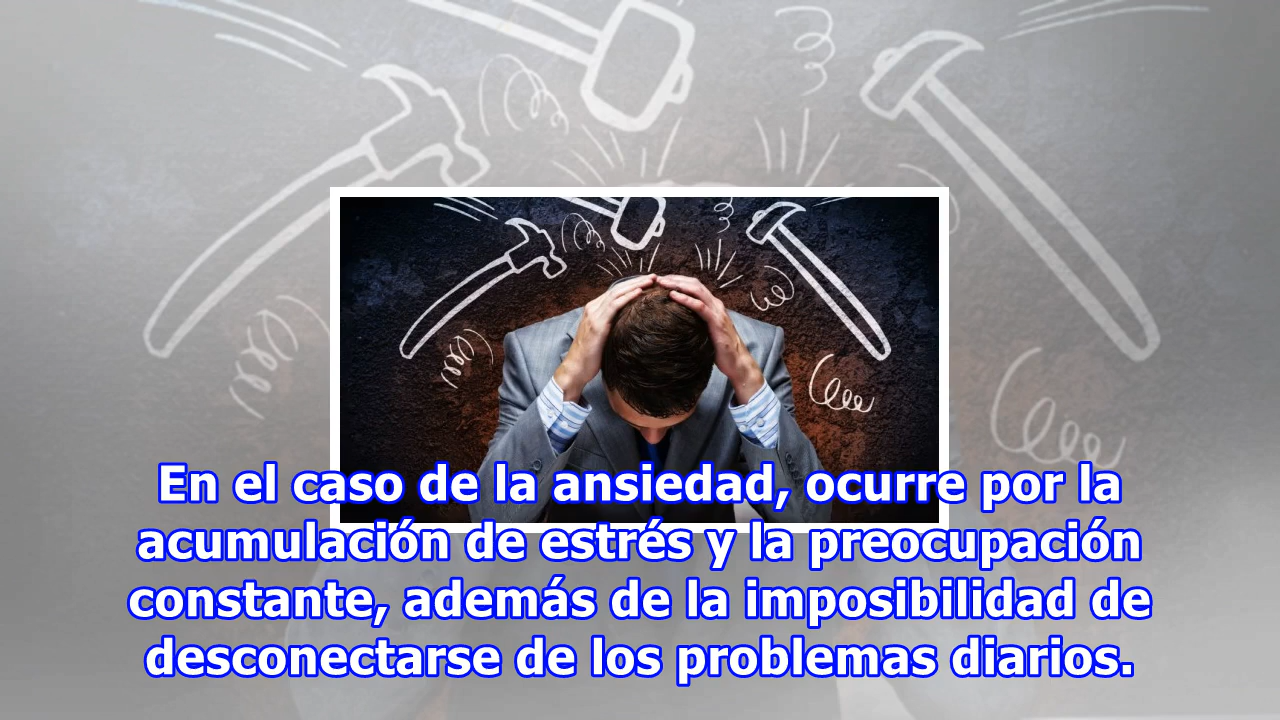 En el caso de la ansiedad, ocurre por la
acumulación de estrés y la preocupación
constante, además de la imposibilidad de
desconectarse de los problemas diarios.